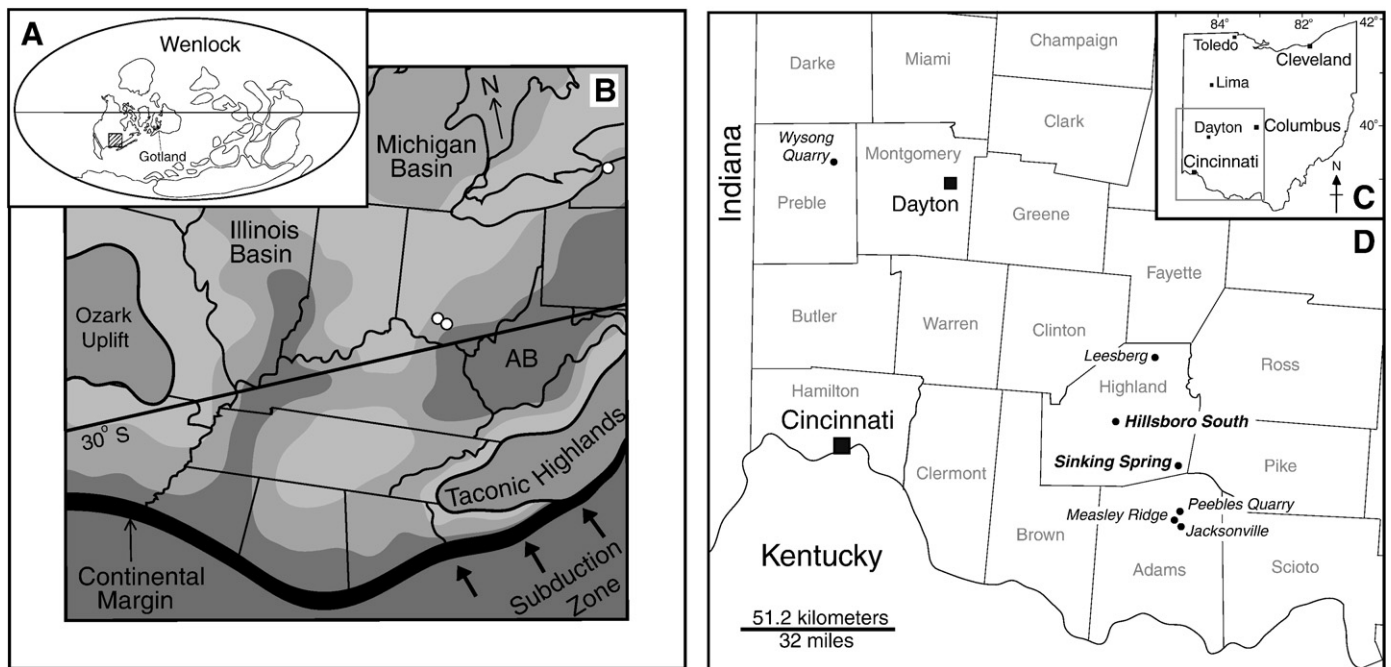 A
Wenlock
Gotland
B
N
Michigan
Basin
Illinois
Basin
Ozark
Uplift
AB
30° S
Taconic Highlands
Continental
Margin
Subduction
Zone
C
84
82
42°
40°
Toledo
Cleveland
Lima
Dayton
Columbus
Cincinnati
N
D
Indiana
Darke
Miami
Champaign
Clark
Wysong
Quarry
Montgomery
Preble
Dayton
Greene
Fayette
Butler
Warren
Clinton
Ross
Leesberg
Highland
Hamilton
Cincinnati
Hillsboro South
Sinking Spring
Clermont
Pike
Peebles Quarry
Measley Ridge
Jacksonville
Brown
Kentucky
Adams
Scioto
51.2 kilometers
32 miles